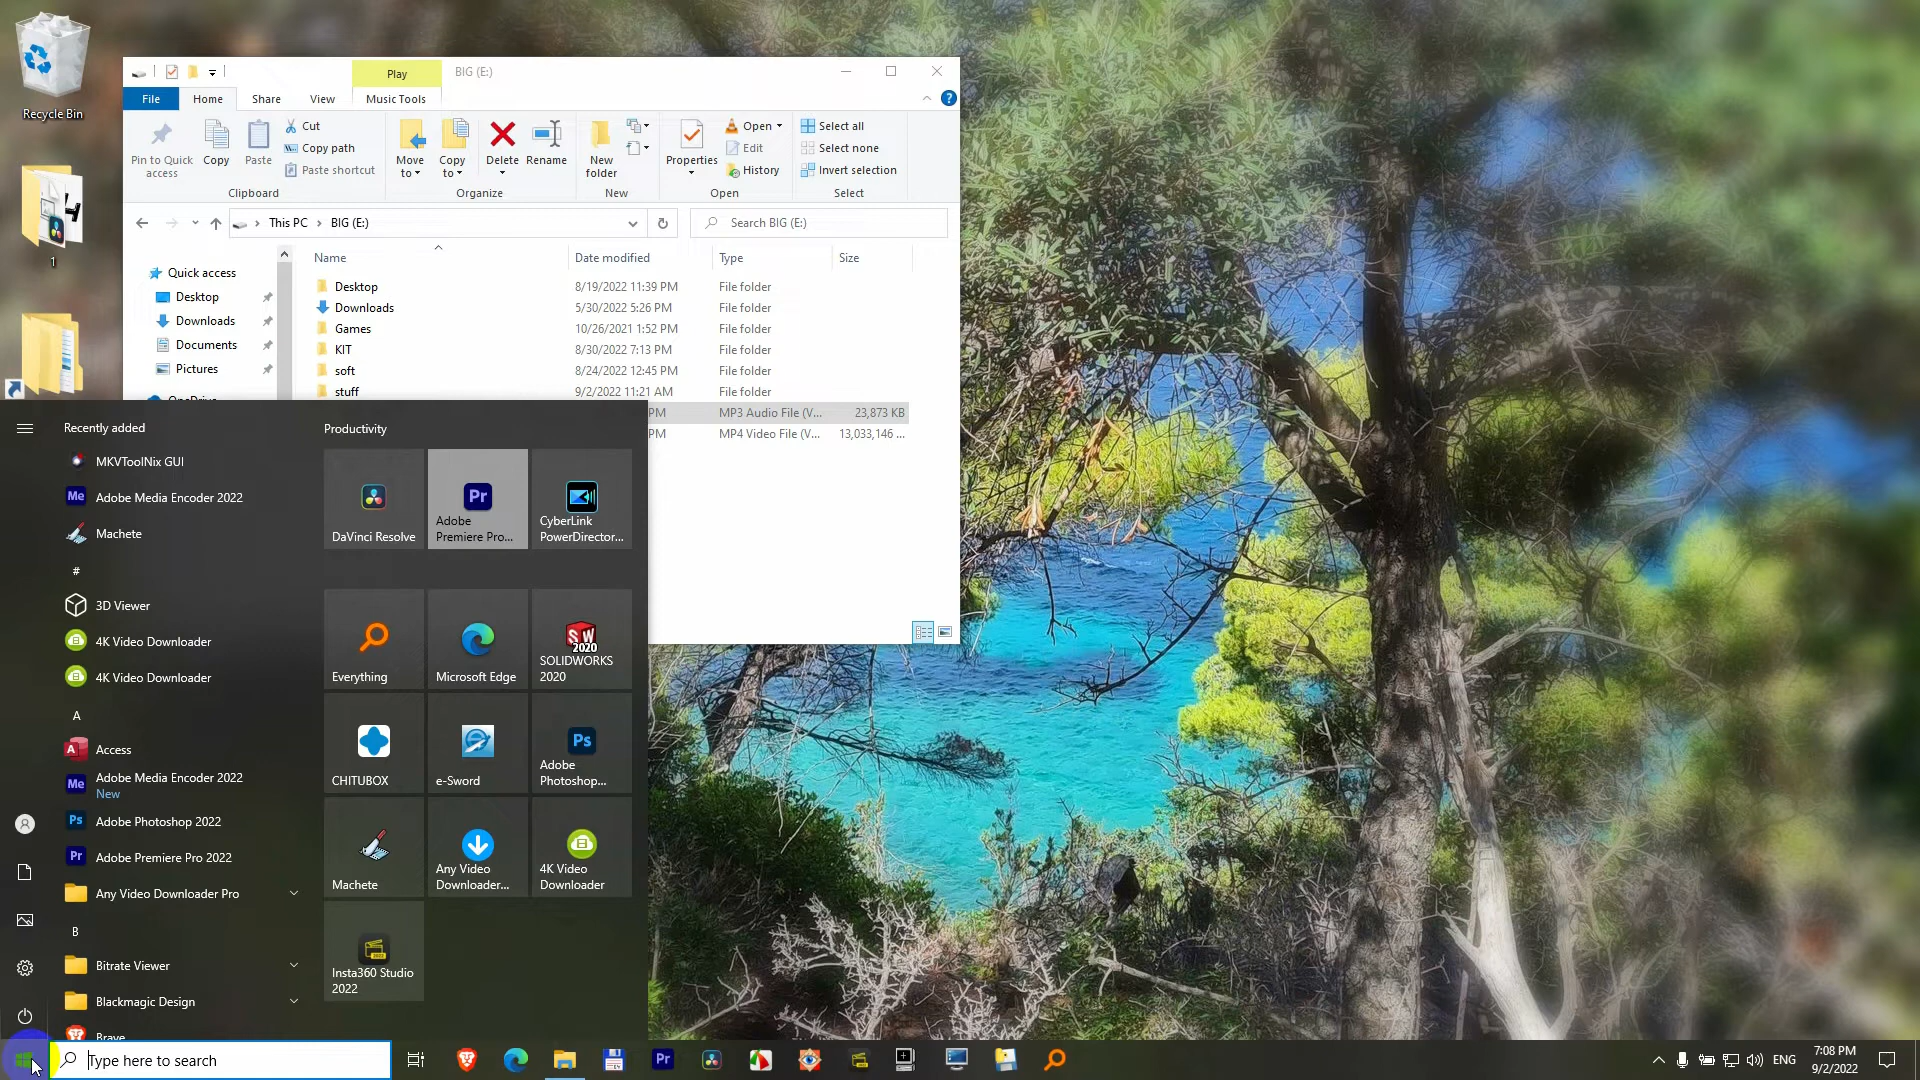 Recycle Bin
1
Play
BIG (E:)
File
Home
Share
View
Music Tools
Pin to Quick
access
Copy
Paste
Cut
Copy path
Paste shortcut
Clipboard
Move
to
Copy
to
Delete
Rename
Organize
New
folder
New
Properties
Open
Edit
History
Open
Select all
Select none
Invert selection
Select
This PC
BIG (E:)
Search BIG (E:)
Name
Date modified
Type
Size
Quick access
Desktop
Downloads
Documents
Pictures
OneDrive
Desktop 8/19/2022 11:39 PM File folder
Downloads 5/30/2022 5:26 PM File folder
Games 10/26/2021 1:52 PM File folder
KIT 8/30/2022 7:13 PM File folder
soft 8/24/2022 12:45 PM File folder
stuff 9/2/2022 11:21 AM File folder
PM MP3 Audio File (V... 23,873 KB
PM MP4 Video File (V... 13,033,146 ...
Recently added
MKVToolNix GUI
Me Adobe Media Encoder 2022
Machete
#
3D Viewer
4K Video Downloader
4K Video Downloader
A
A Access
Me Adobe Media Encoder 2022
New
Ps Adobe Photoshop 2022
Pr Adobe Premiere Pro 2022
Any Video Downloader Pro
B
Bitrate Viewer
Blackmagic Design
Brave
Productivity
DaVinci Resolve
Pr
Adobe
Premiere Pro...
CyberLink
PowerDirector...
Everything
Microsoft Edge
SW
2020
SOLIDWORKS
2020
CHITUBOX
e-Sword
Ps
Adobe
Photoshop...
Machete
Any Video
Downloader...
4K Video
Downloader
Insta360 Studio
2022
Type here to search
Pr
ENG
7:08 PM
9/2/2022